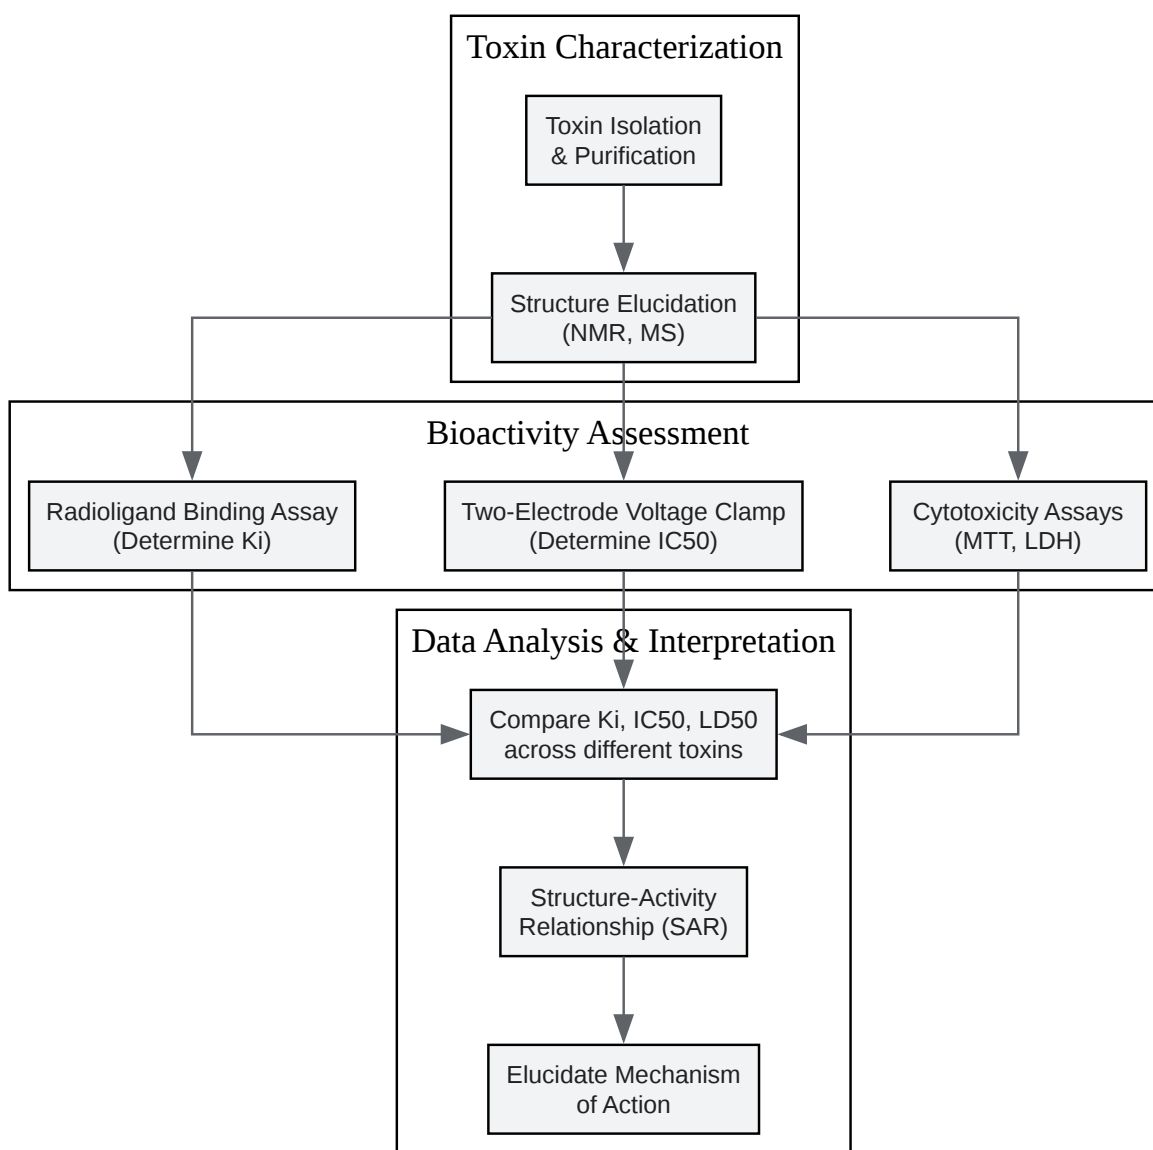 Toxin Characterization
Toxin Isolation
& Purification
Structure Elucidation
(NMR, MS)
Bioactivity Assessment
Radioligand Binding Assay
(Determine Ki)
Two-Electrode Voltage Clamp
(Determine IC50)
Cytotoxicity Assays
(MTT, LDH)
Data Analysis & Interpretation
Compare Ki, IC50, LD50
across different toxins
Structure-Activity
Relationship (SAR)
Elucidate Mechanism
of Action